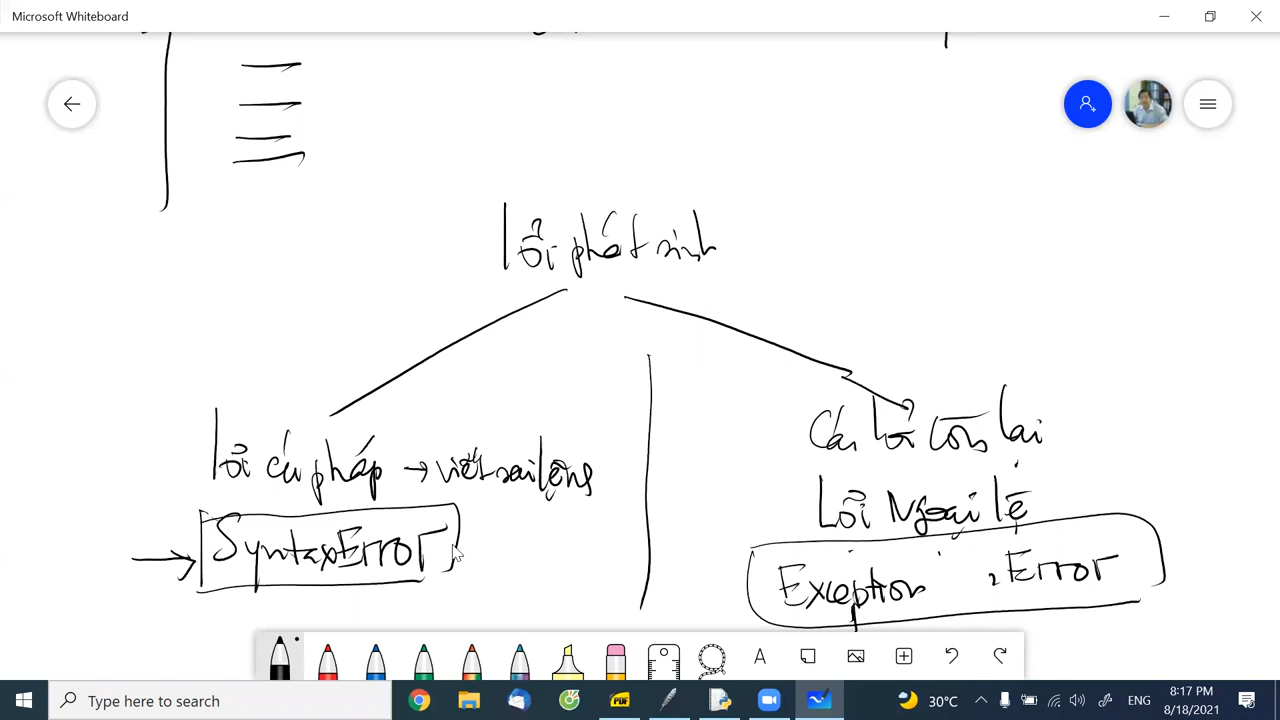 Microsoft Whiteboard
lỗi phát sinh
lỗi cú pháp → viết sai lệnh
SyntaxError
Các lỗi còn lại
Lỗi Ngoại lệ
Exception , Error
Type here to search
30°C
ENG
8:17 PM
8/18/2021